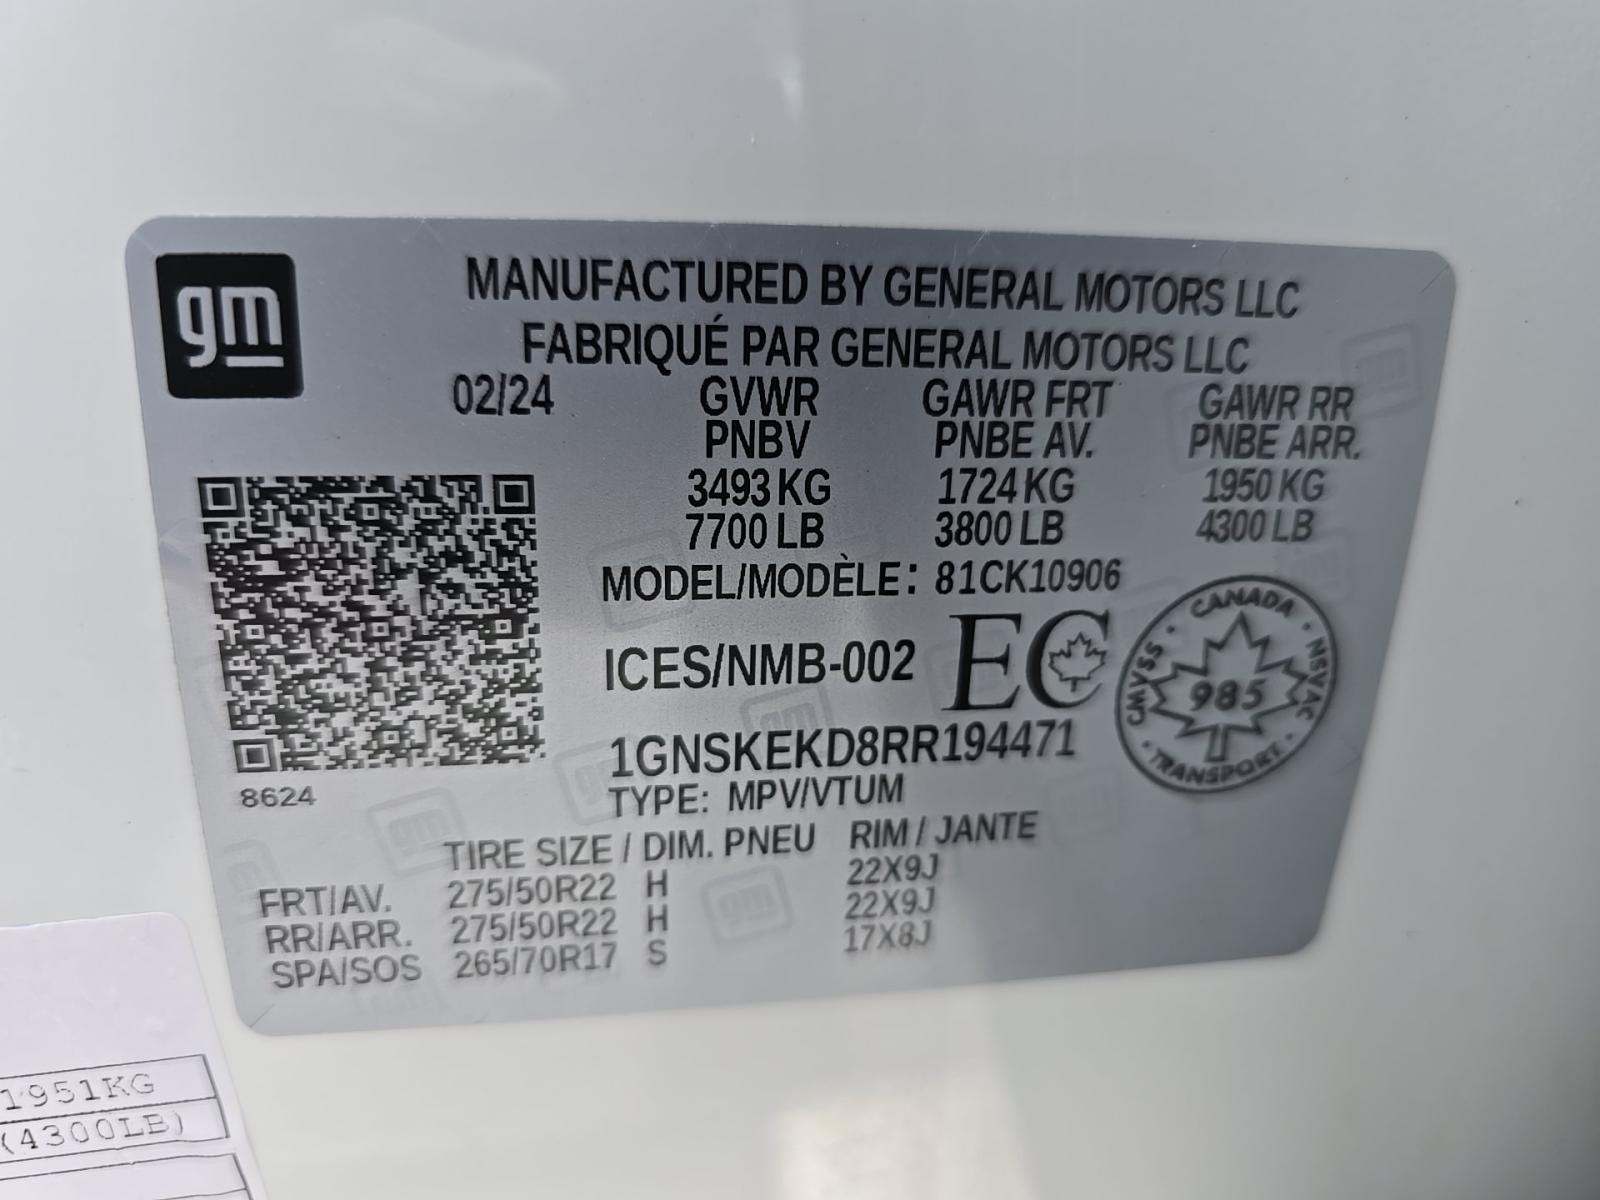 gm
MANUFACTURED BY GENERAL MOTORS LLC
FABRIQUÉ PAR GENERAL MOTORS LLC
02/24 GVWR GAWR FRT GAWR RR
PNBV PNBE AV. PNBE ARR.
3493 KG 1724 KG 1950 KG
7700 LB 3800 LB 4300 LB
MODEL/MODÈLE: 81CK10906
ICES/NMB-002 EC
CANADA
CMVSS NSVAC
985
TRANSPORT
1GNSKEKD8RR194471
8624
TYPE: MPV/VTUM
TIRE SIZE / DIM. PNEU RIM / JANTE
FRT/AV. 275/50R22 H 22X9J
RR/ARR. 275/50R22 H 22X9J
SPA/SOS 265/70R17 S 17X8J
1951KG
(4300LB)